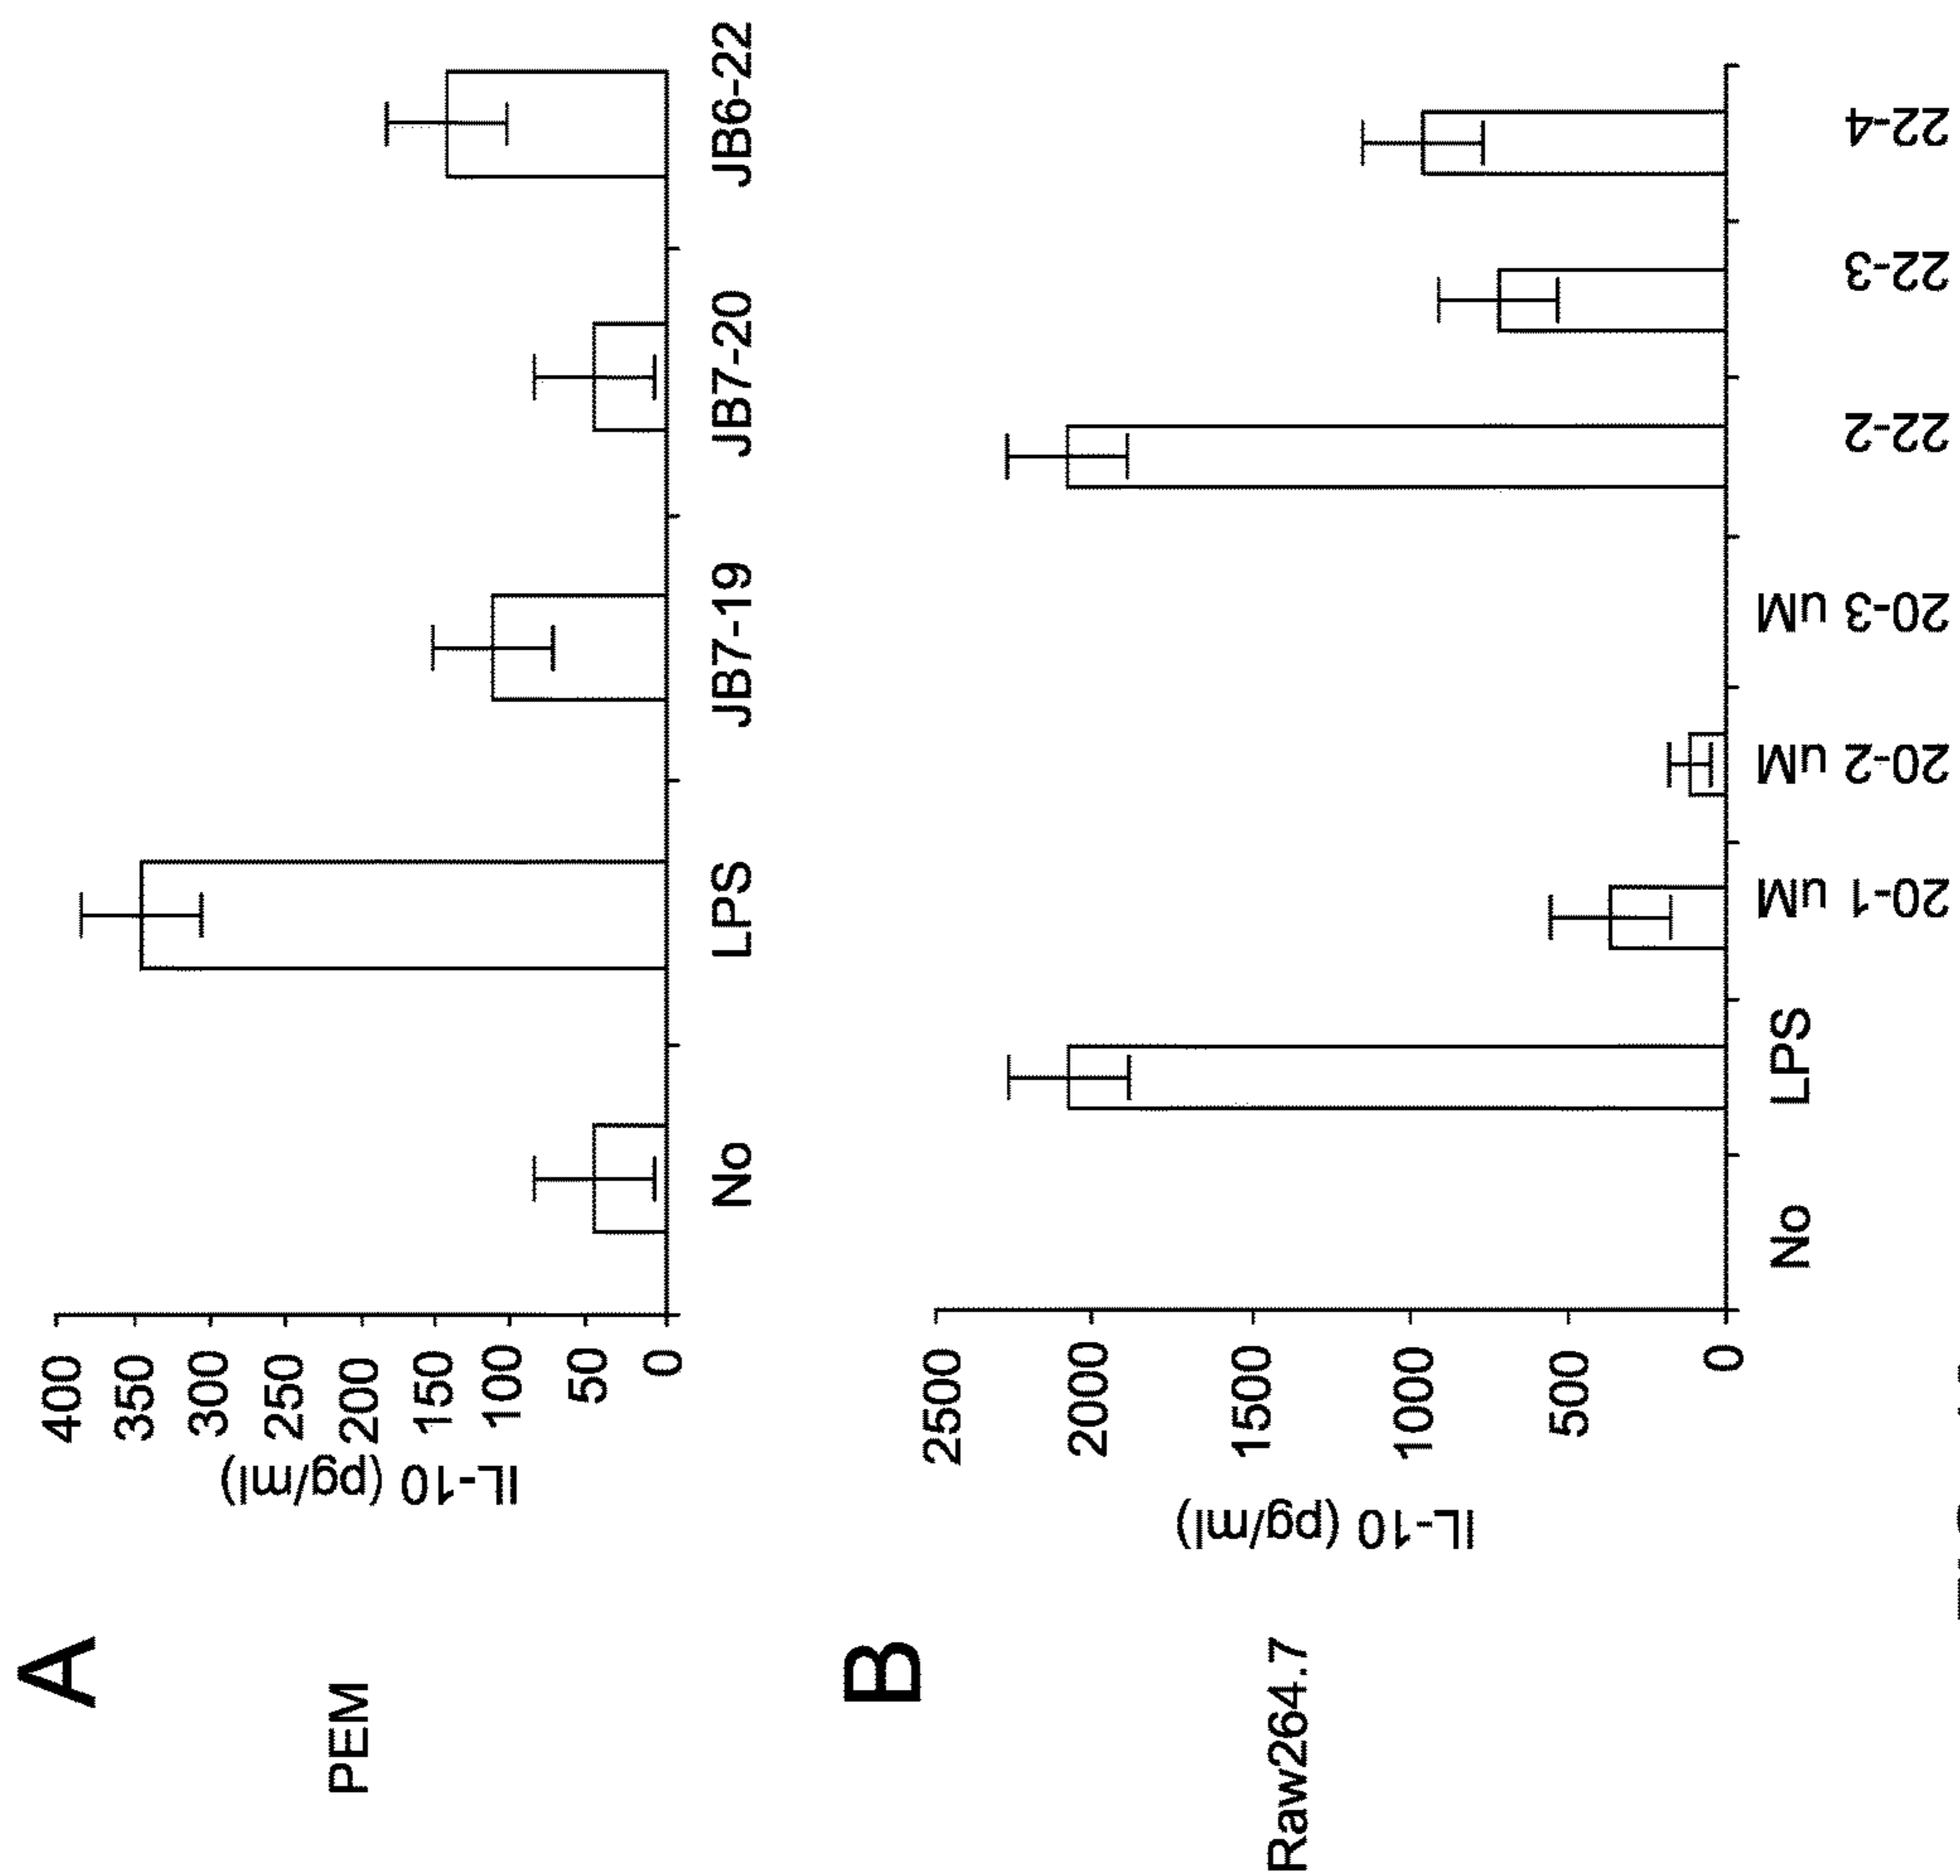 A
PEM
IL-10 (pg/ml)
400
350
300
250
200
150
100
50
0
No
LPS
JB7-19
JB7-20
JB6-22
B
Raw264.7
IL-10 (pg/ml)
2500
2000
1500
1000
500
0
No
LPS
20-1 uM
20-2 uM
20-3 uM
22-2
22-3
22-4